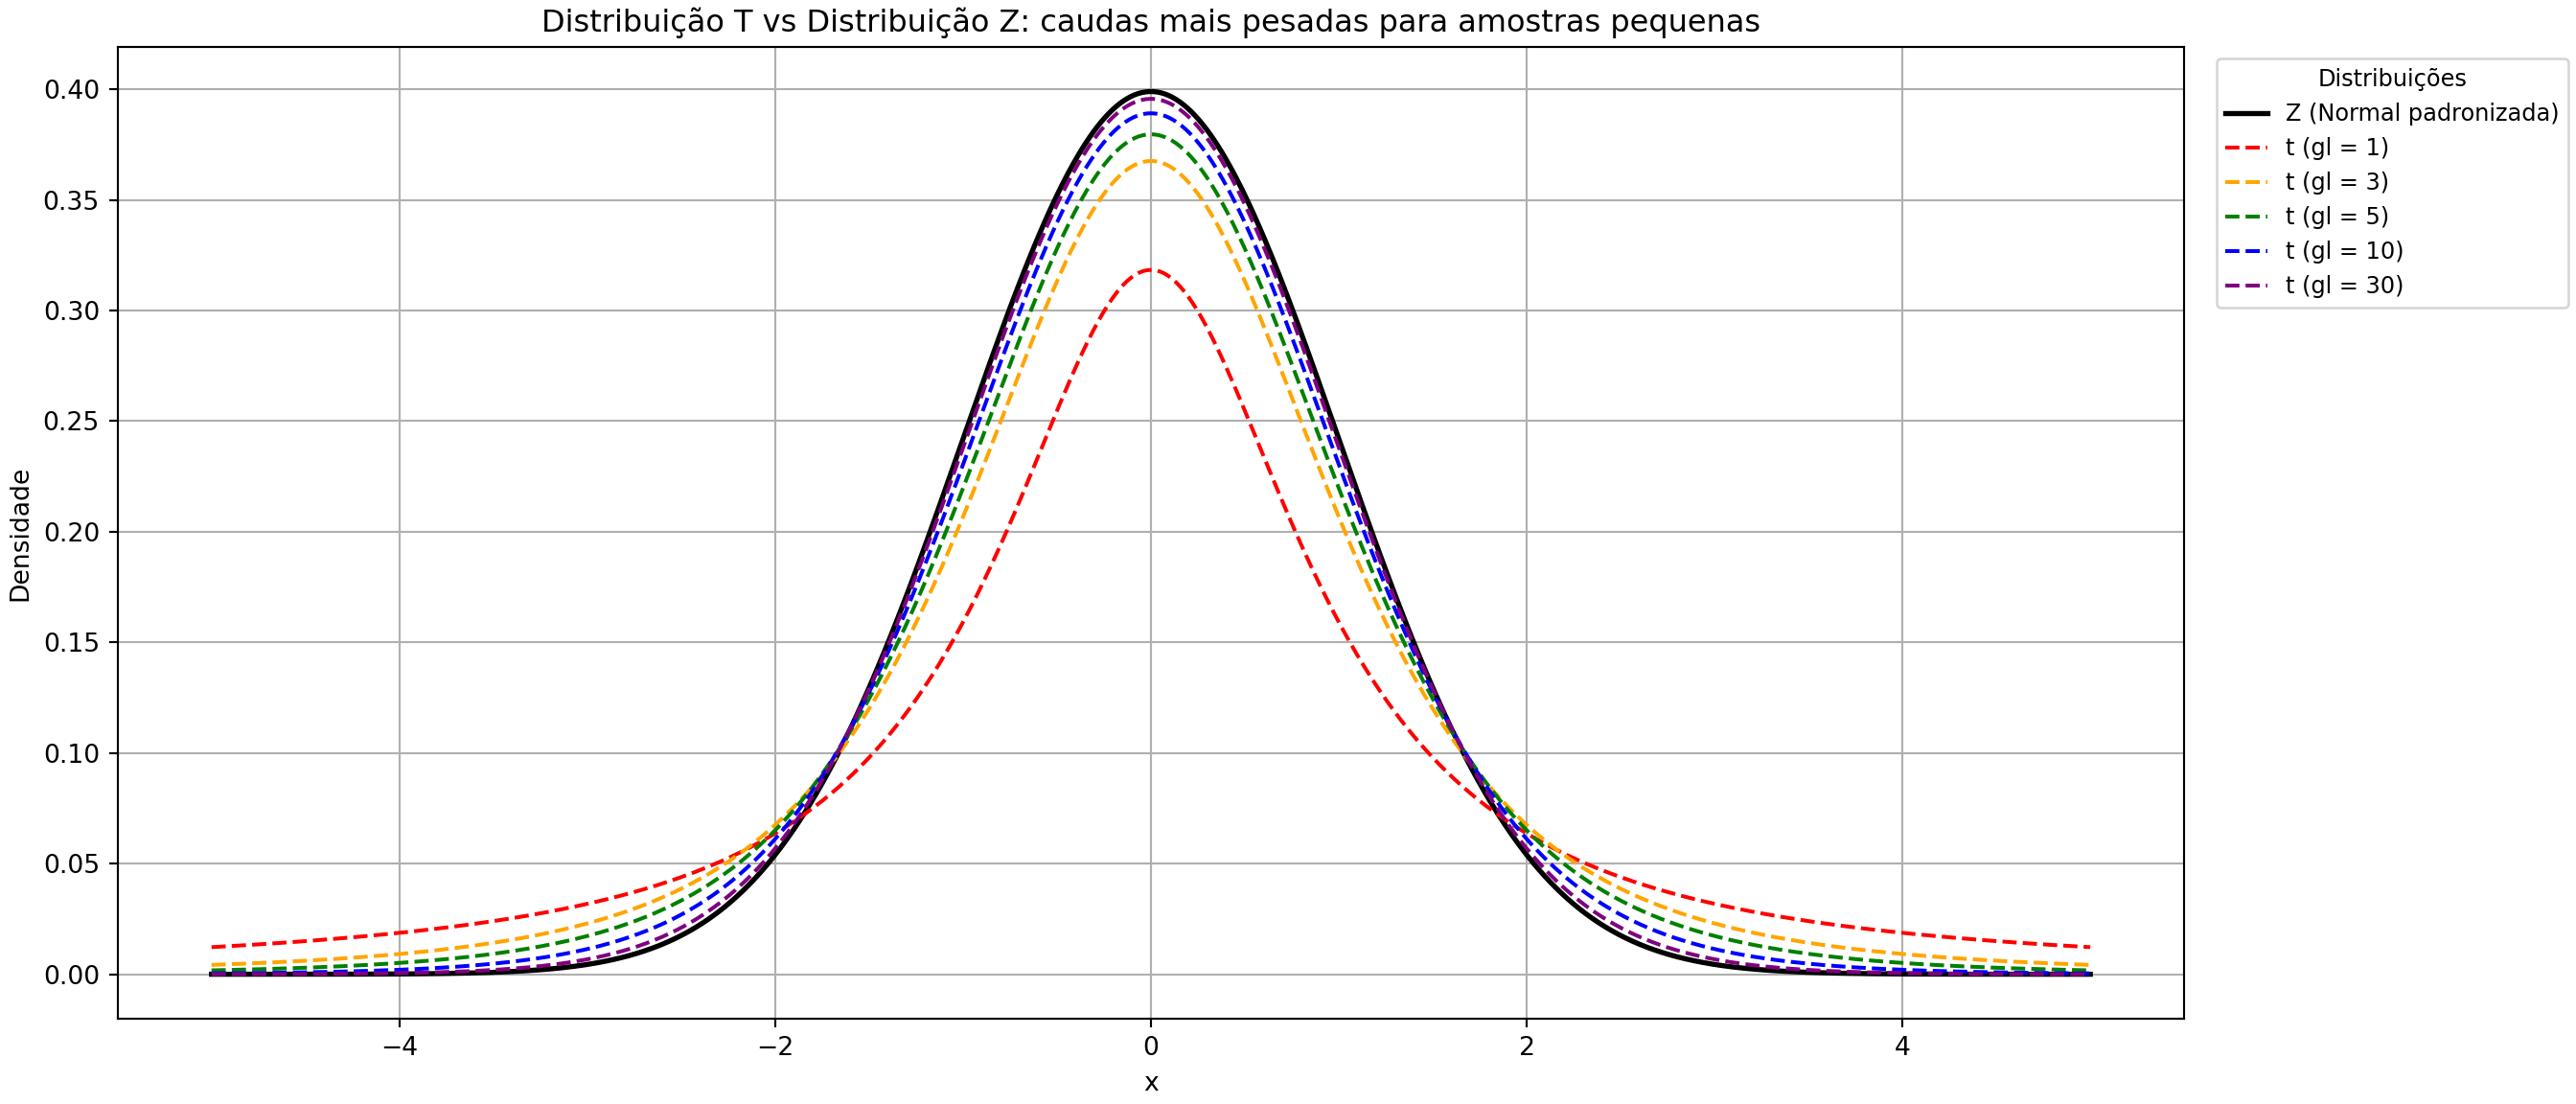 Distribuição T vs Distribuição Z: caudas mais pesadas para amostras pequenas
Densidade
0.40
0.35
0.30
0.25
0.20
0.15
0.10
0.05
0.00
−4
−2
0
2
4
x
Distribuições
Z (Normal padronizada)
t (gl = 1)
t (gl = 3)
t (gl = 5)
t (gl = 10)
t (gl = 30)